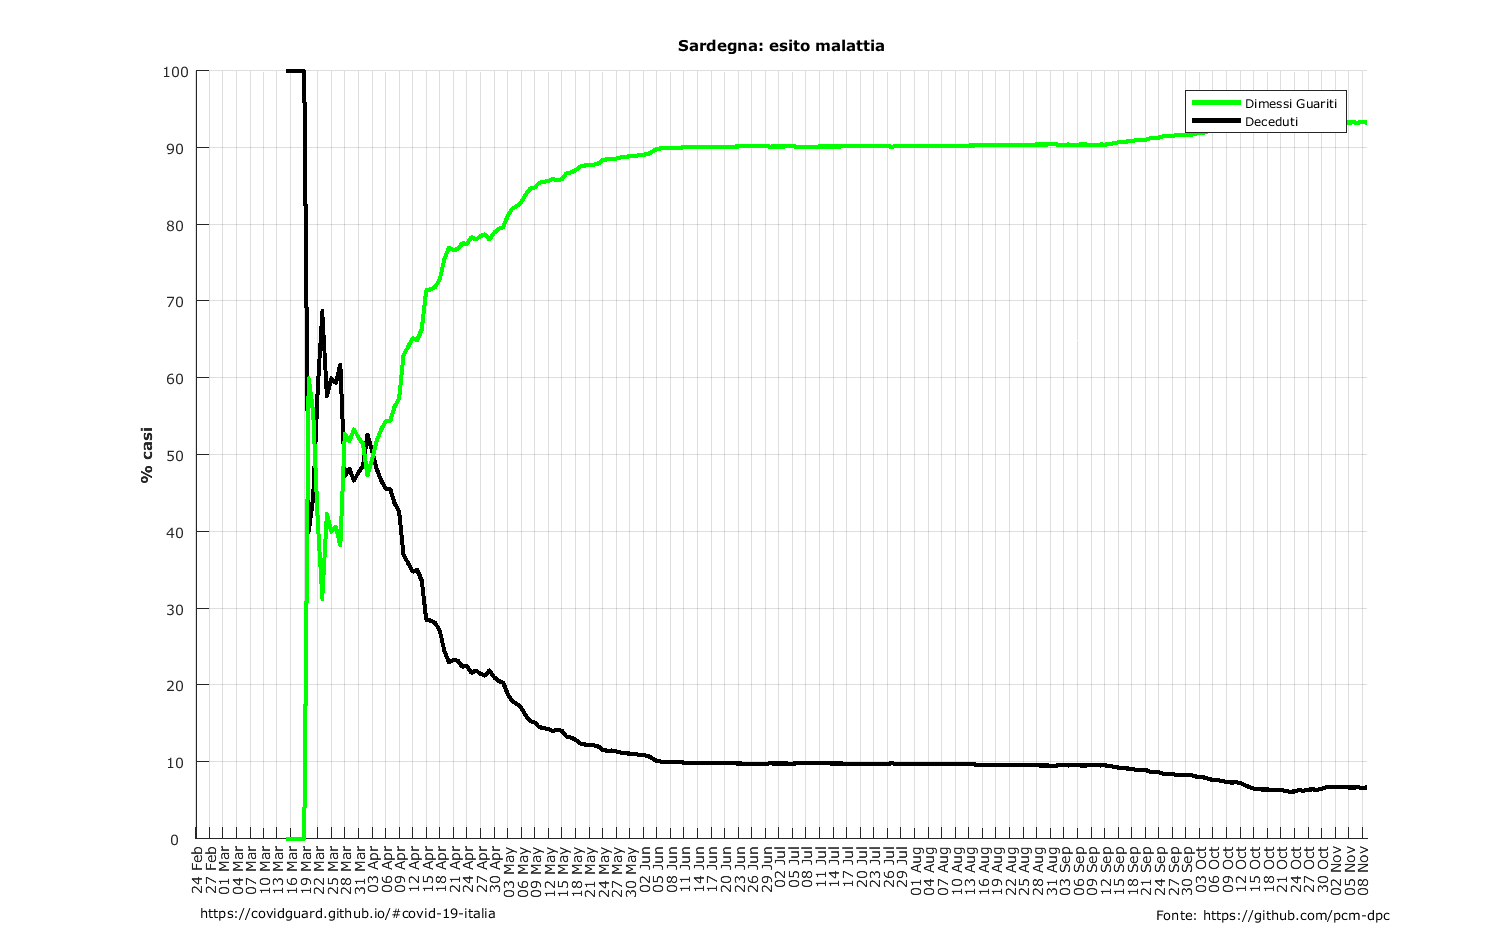 Sardegna: esito malattia
100
90
80
70
60
50
40
30
20
10
0
% casi
Dimessi Guariti
Deceduti
24 Feb
27 Feb
01 Mar
04 Mar
07 Mar
10 Mar
13 Mar
16 Mar
19 Mar
22 Mar
25 Mar
28 Mar
31 Mar
03 Apr
06 Apr
09 Apr
12 Apr
15 Apr
18 Apr
21 Apr
24 Apr
27 Apr
30 Apr
03 May
06 May
09 May
12 May
15 May
18 May
21 May
24 May
27 May
30 May
02 Jun
05 Jun
08 Jun
11 Jun
14 Jun
17 Jun
20 Jun
23 Jun
26 Jun
29 Jun
02 Jul
05 Jul
08 Jul
11 Jul
14 Jul
17 Jul
20 Jul
23 Jul
26 Jul
29 Jul
01 Aug
04 Aug
07 Aug
10 Aug
13 Aug
16 Aug
19 Aug
22 Aug
25 Aug
28 Aug
31 Aug
03 Sep
06 Sep
09 Sep
12 Sep
15 Sep
18 Sep
21 Sep
24 Sep
27 Sep
30 Sep
03 Oct
06 Oct
09 Oct
12 Oct
15 Oct
18 Oct
21 Oct
24 Oct
27 Oct
30 Oct
02 Nov
05 Nov
08 Nov
https://covidguard.github.io/#covid-19-italia
Fonte: https://github.com/pcm-dpc